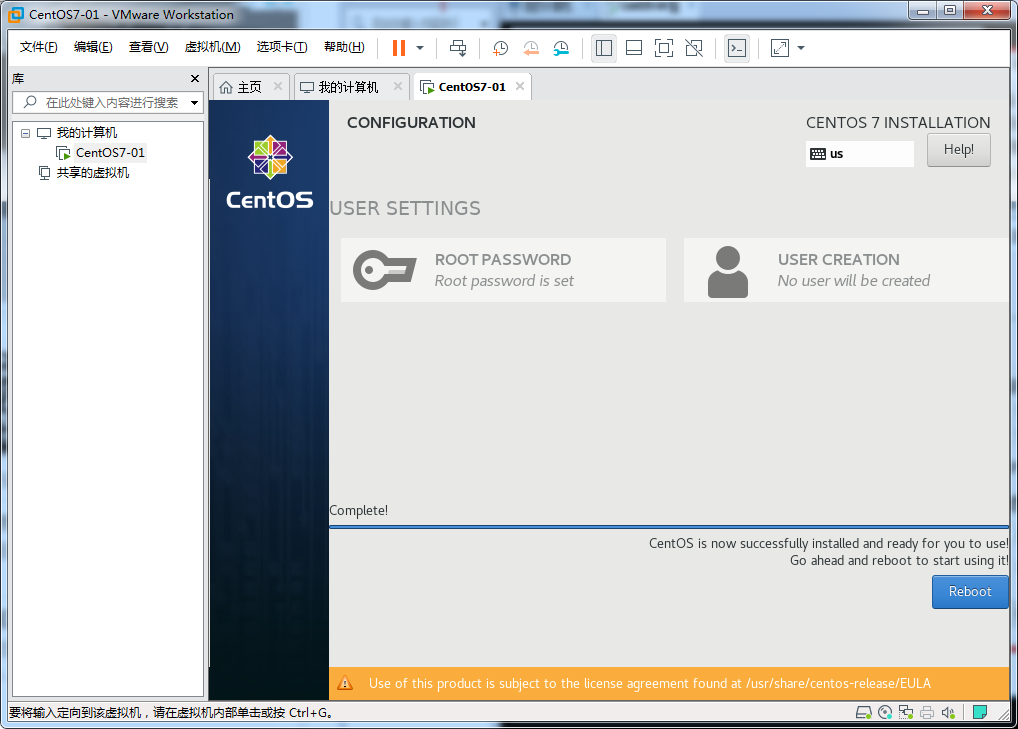 CentOS7-01 - VMware Workstation
文件(F) 编辑(E) 查看(V) 虚拟机(M) 选项卡(T) 帮助(H)
库
主页 我的计算机 CentOS7-01
在此处键入内容进行搜索
我的计算机
CentOS7-01
共享的虚拟机
CentOS
CONFIGURATION
CENTOS 7 INSTALLATION
us
Help!
USER SETTINGS
ROOT PASSWORD
Root password is set
USER CREATION
No user will be created
Complete!
CentOS is now successfully installed and ready for you to use!
Go ahead and reboot to start using it!
Reboot
Use of this product is subject to the license agreement found at /usr/share/centos-release/EULA
要将输入定向到该虚拟机，请在虚拟机内部单击或按 Ctrl+G。